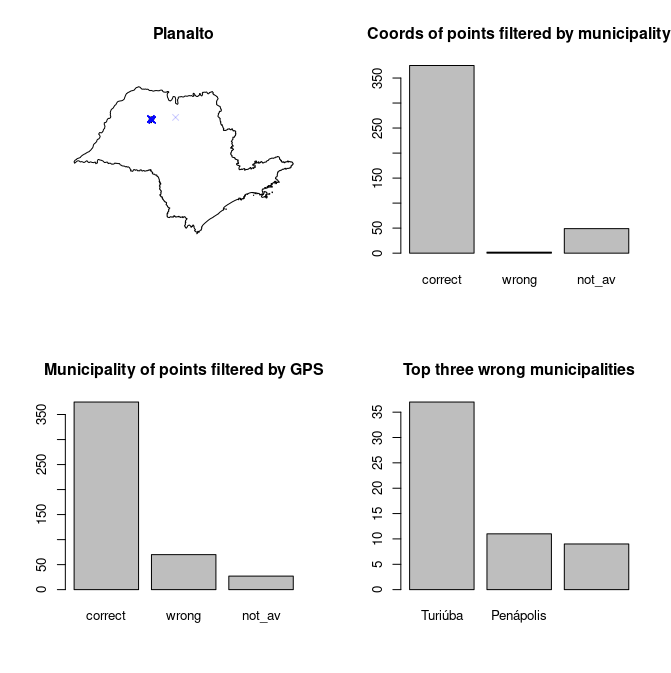 Planalto
Coords of points filtered by municipality
0 50 150 250 350
correct wrong not_av
Municipality of points filtered by GPS
0 50 150 250 350
correct wrong not_av
Top three wrong municipalities
0 5 10 15 20 25 30 35
Turiúba Penápolis